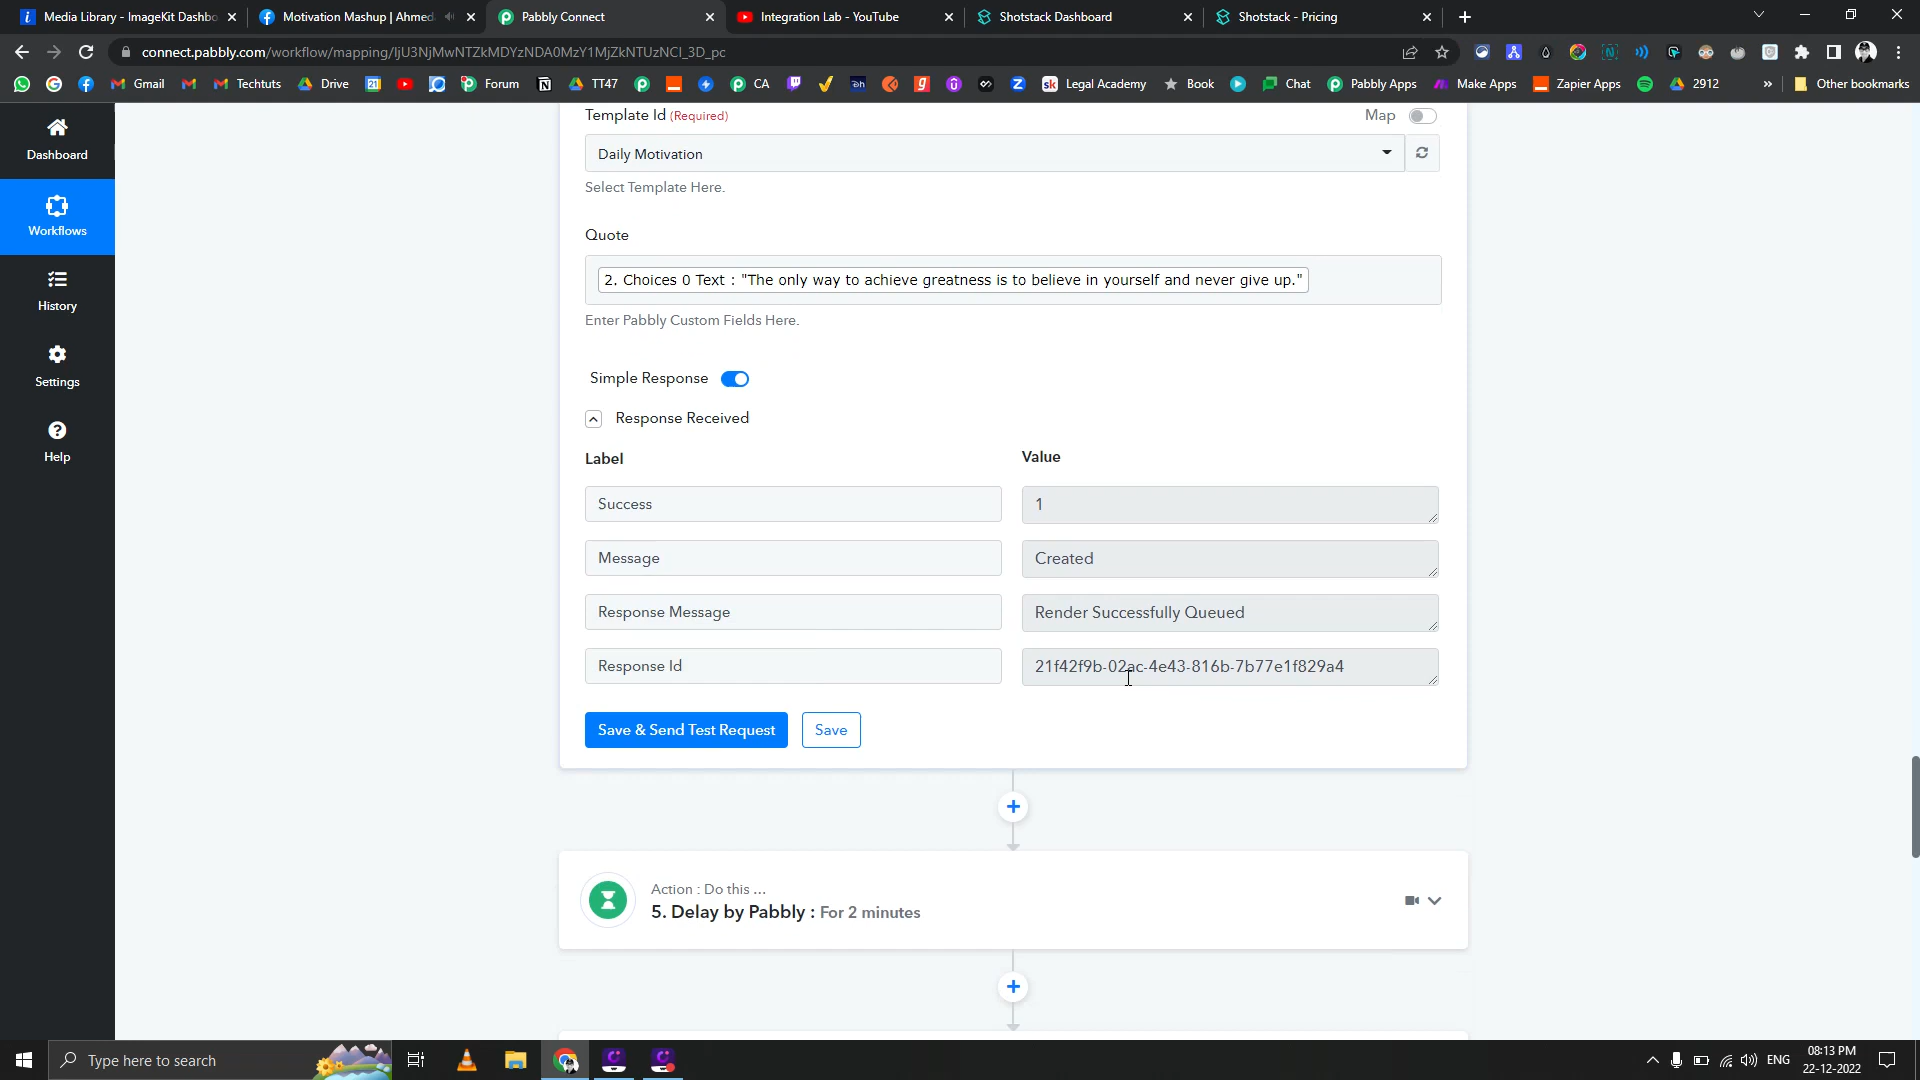 Media Library - ImageKit Dashbo
Motivation Mashup | Ahmed
Pabbly Connect
Integration Lab - YouTube
Shotstack Dashboard
Shotstack - Pricing
connect.pabbly.com/workflow/mapping/IjU3NjMwNTZkMDYzNDA0MzY1MjZkNTUzNCI_3D_pc
Gmail
Techtuts
Drive
21
Forum
TT47
CA
sk
Legal Academy
Book
Chat
Pabbly Apps
Make Apps
Zapier Apps
2912
»
Other bookmarks
Dashboard
Workflows
History
Settings
Help
Template Id (Required)
Map
Daily Motivation
Select Template Here.
Quote
2. Choices 0 Text : "The only way to achieve greatness is to believe in yourself and never give up."
Enter Pabbly Custom Fields Here.
Simple Response
Response Received
Label
Value
Success
1
Message
Created
Response Message
Render Successfully Queued
Response Id
21f42f9b-02ac-4e43-816b-7b77e1f829a4
Save & Send Test Request
Save
Action : Do this ...
5. Delay by Pabbly : For 2 minutes
Type here to search
ENG
08:13 PM
22-12-2022